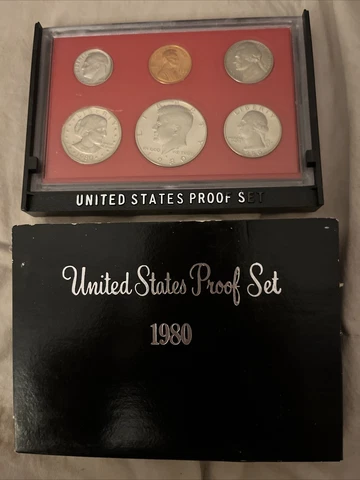 UNITED STATES PROOF SET
United States Proof Set
1980